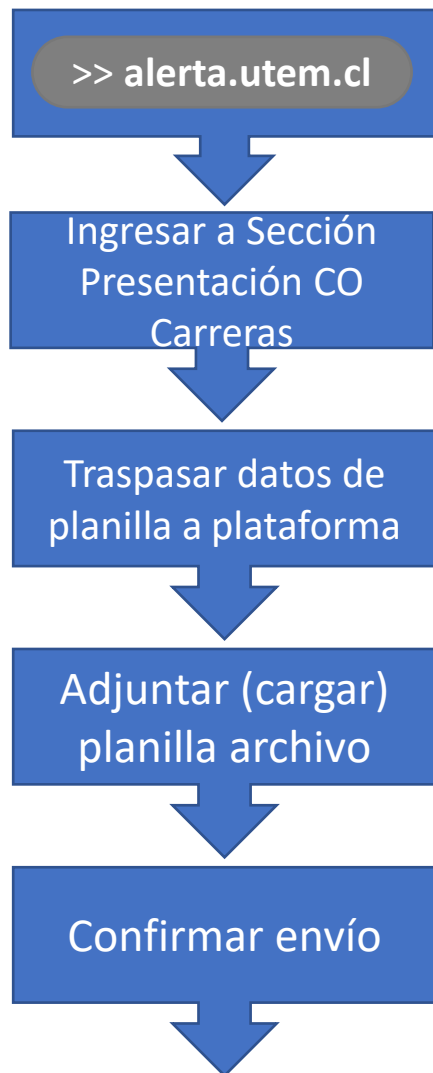 >> alerta.utem.cl
Ingresar a Sección
Presentación CO
Carreras
Traspasar datos de
planilla a plataforma
Adjuntar (cargar)
planilla archivo
Confirmar envío